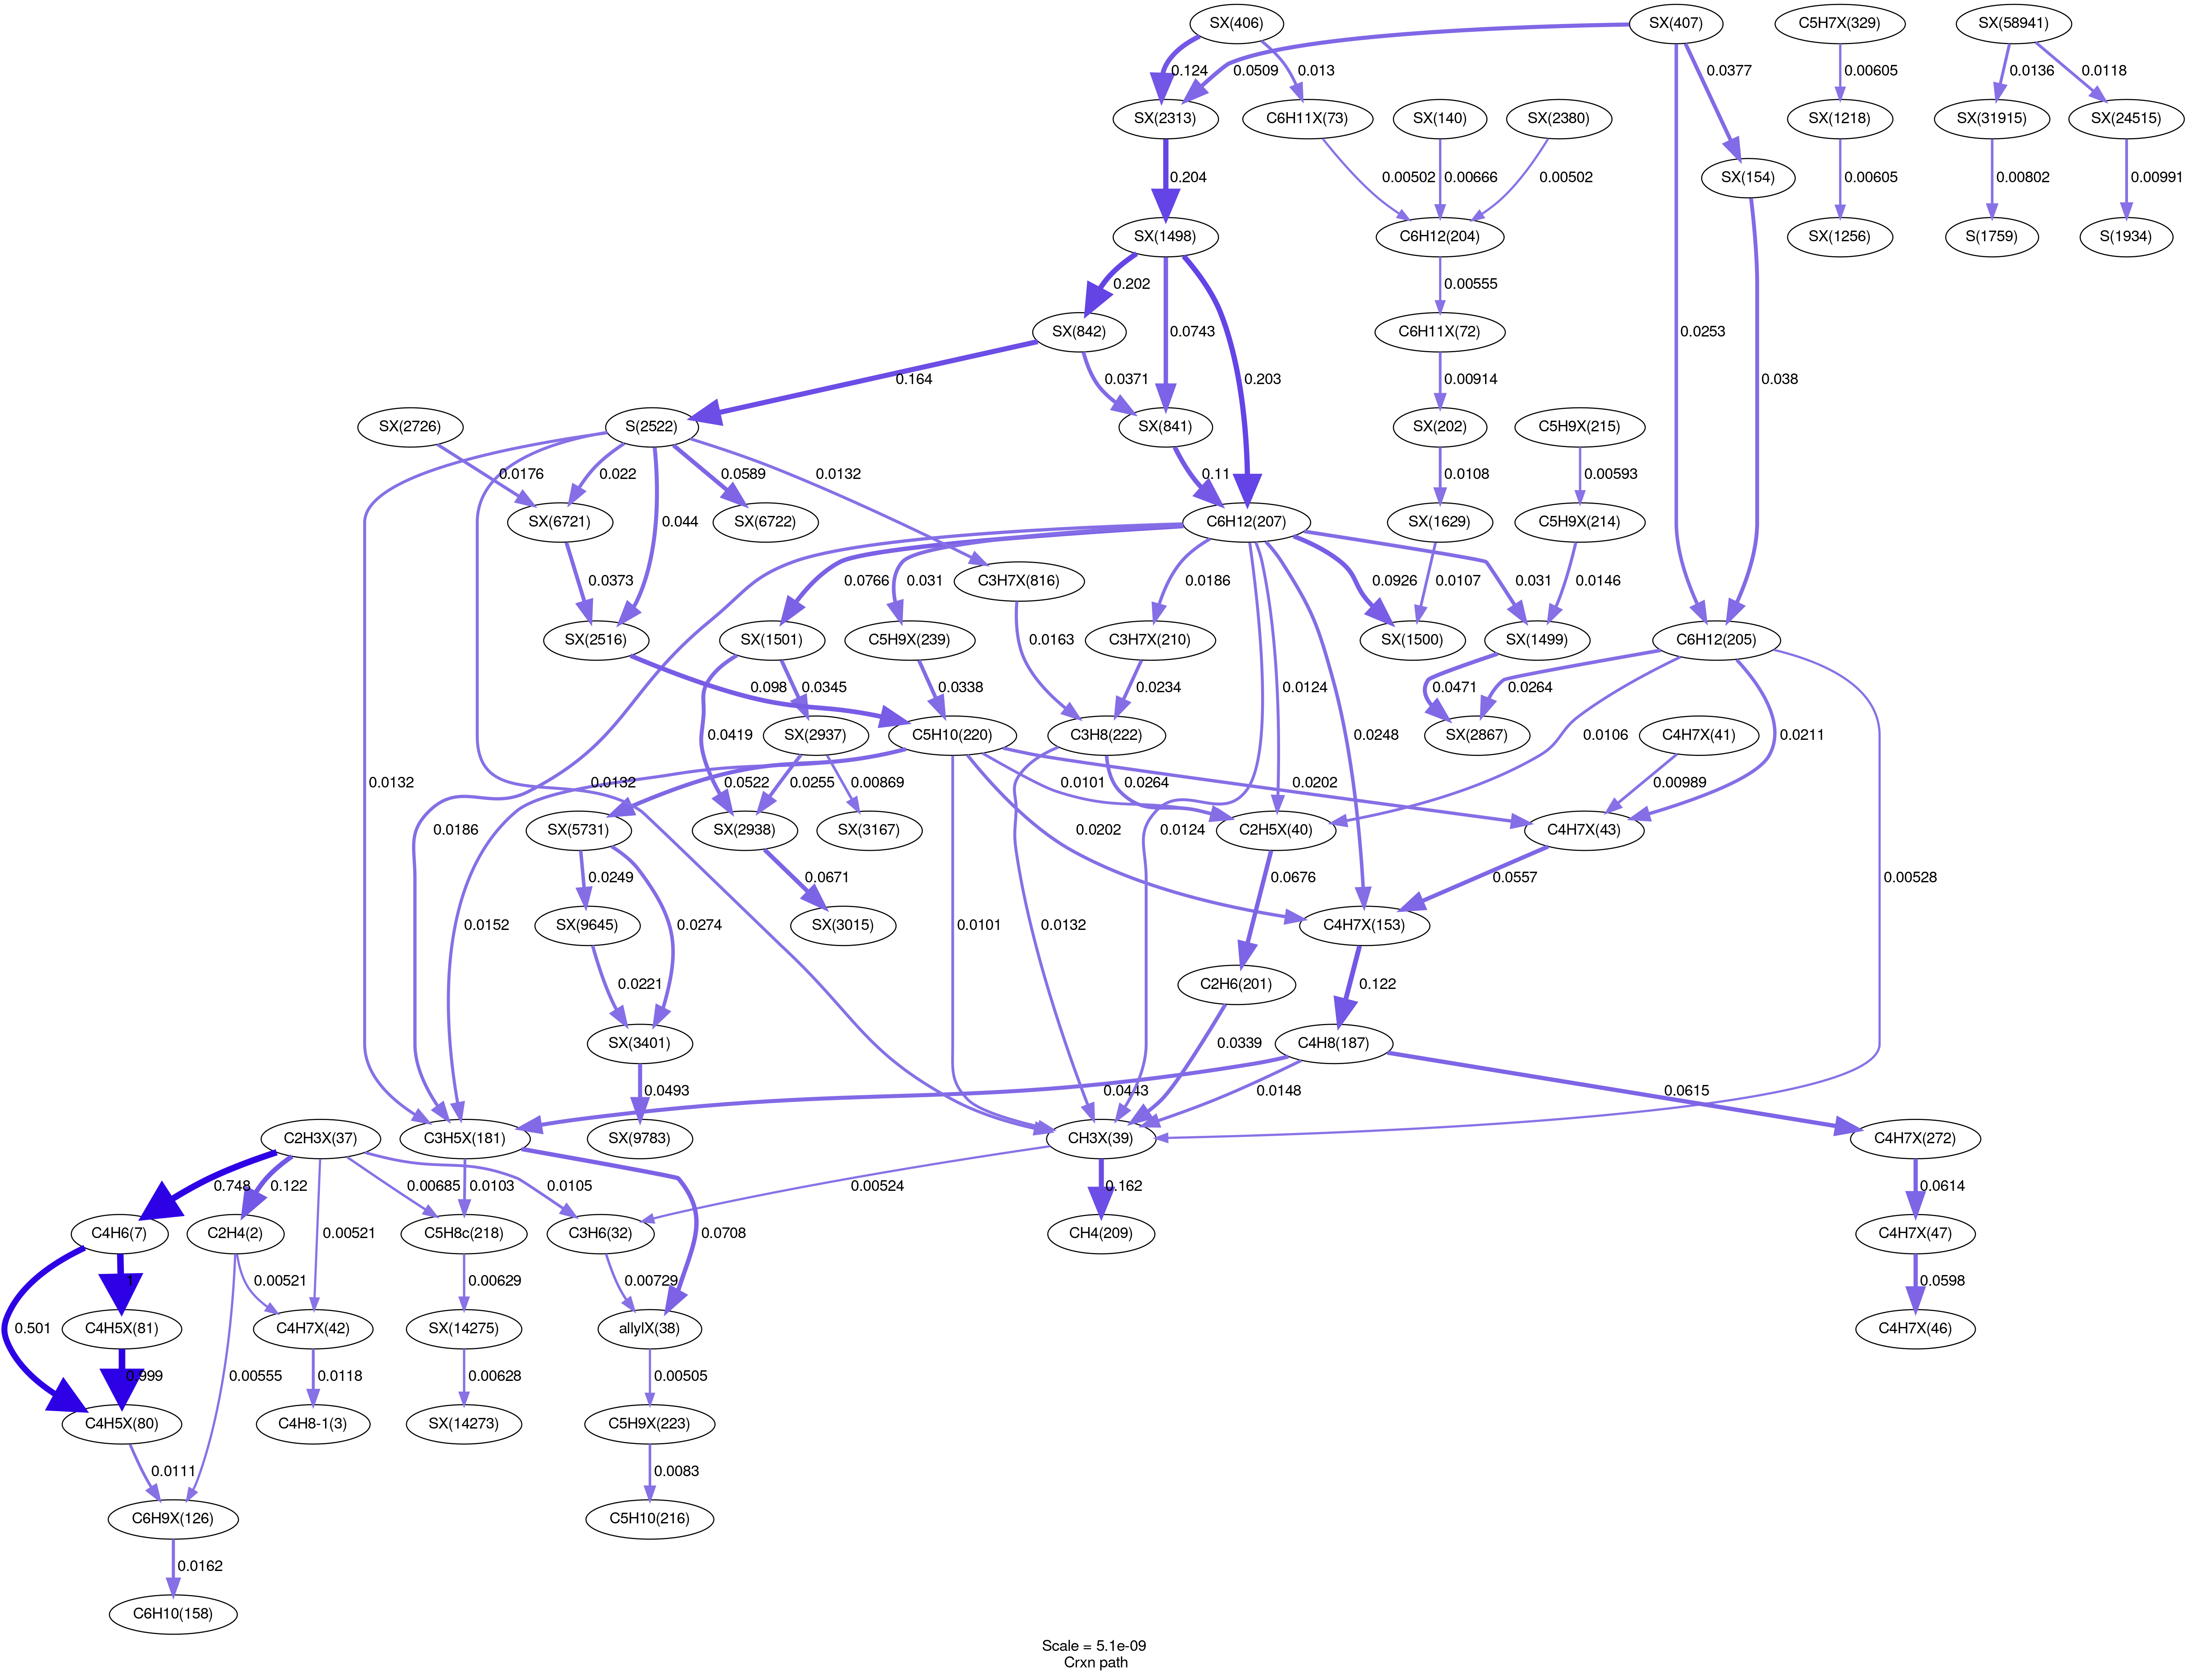 SX(406)
SX(407)
C5H7X(329)
SX(58941)
0.124
0.013
0.0509
0.0377
0.00605
0.0136
0.0118
SX(2313)
C6H11X(73)
SX(140)
SX(2380)
SX(1218)
SX(31915)
SX(24515)
0.204
0.00502
0.00666
0.00502
SX(154)
0.00605
0.00802
0.00991
SX(1498)
C6H12(204)
SX(1256)
S(1759)
S(1934)
0.202
0.00555
SX(842)
0.0743
C6H11X(72)
0.0253
0.164
0.0371
0.203
0.00914
0.038
SX(2726)
S(2522)
SX(841)
SX(202)
C5H9X(215)
0.0176
0.022
0.0589
0.0132
0.11
0.0108
0.00593
SX(6721)
0.044
SX(6722)
C6H12(207)
SX(1629)
C5H9X(214)
0.0373
C3H7X(816)
0.0766
0.031
0.0186
0.0926
0.0107
0.031
0.0146
SX(2516)
SX(1501)
C5H9X(239)
C3H7X(210)
SX(1500)
SX(1499)
C6H12(205)
0.098
0.0345
0.0338
0.0163
0.0234
0.0124
0.0471
0.0264
0.0419
SX(2937)
C5H10(220)
C3H8(222)
0.0248
SX(2867)
C4H7X(41)
0.0132
0.0132
0.0522
0.0255
0.00869
0.0101
0.0264
0.0202
0.0106
0.00989
0.0211
0.0186
SX(5731)
SX(2938)
SX(3167)
0.0202
0.0124
C2H5X(40)
C4H7X(43)
0.0249
0.0671
0.0676
0.0557
0.00528
0.0152
SX(9645)
0.0274
SX(3015)
0.0101
0.0132
C4H7X(153)
0.0221
C2H6(201)
0.122
SX(3401)
0.0339
C4H8(187)
0.0493
0.0443
0.0148
0.0615
C2H3X(37)
C3H5X(181)
SX(9783)
CH3X(39)
C4H7X(272)
0.748
0.122
0.00685
0.0103
0.0105
0.00524
0.162
0.0614
C4H6(7)
C2H4(2)
0.00521
C5H8c(218)
C3H6(32)
0.0708
CH4(209)
C4H7X(47)
0.501
1
0.00521
0.00629
0.00729
0.0598
C4H5X(81)
C4H7X(42)
SX(14275)
allylX(38)
C4H7X(46)
0.999
0.00555
0.0118
0.00628
0.00505
C4H5X(80)
C4H8-1(3)
SX(14273)
C5H9X(223)
0.0111
0.0083
C6H9X(126)
C5H10(216)
0.0162
C6H10(158)
Scale = 5.1e-09
Crxn path